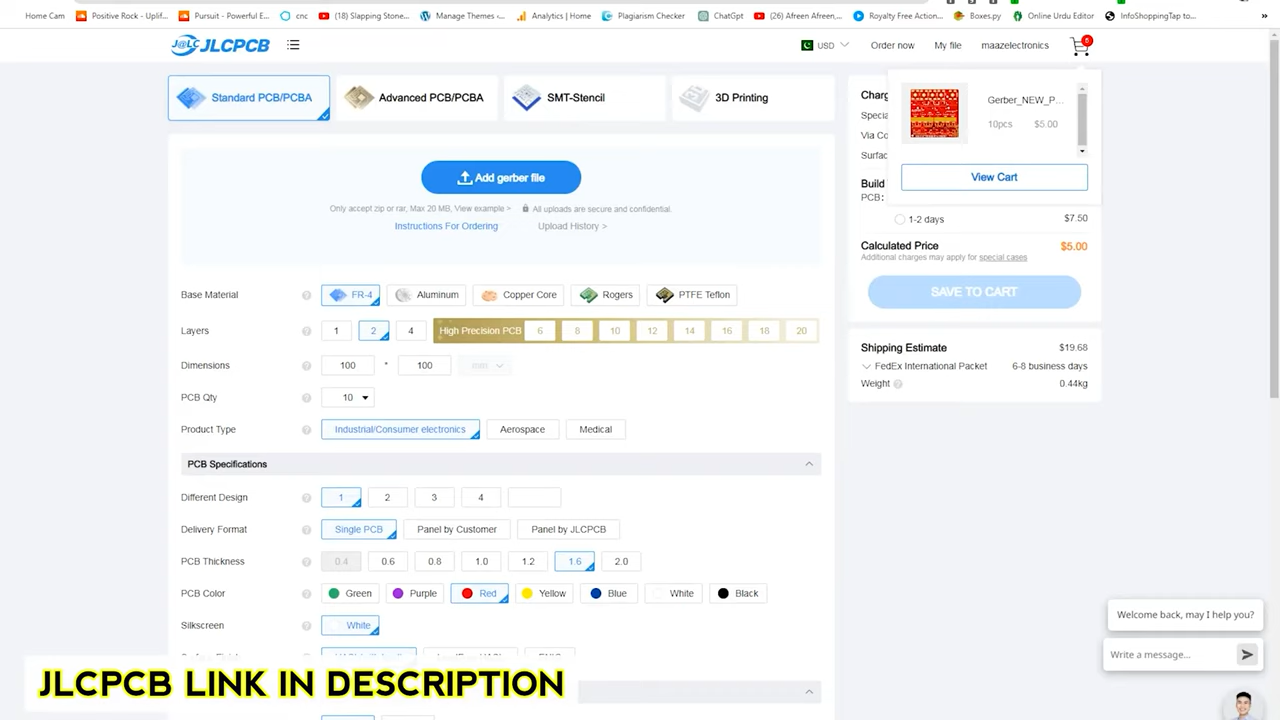 Home Cam
Positive Rock - Uplif...
Pursuit - Powerful E...
cnc
(18) Slapping Stone...
Manage Themes ‹...
Analytics | Home
Plagiarism Checker
ChatGpt
(26) Afreen Afreen,...
Royalty Free Action...
Boxes.py
Online Urdu Editor
InfoShoppingTap to...
»
J@LC JLCPCB
USD
Order now
My file
maazelectronics
Standard PCB/PCBA
Advanced PCB/PCBA
SMT-Stencil
3D Printing
Charg
Specia
Via Co
Surfac
Gerber_NEW_P...
10pcs $5.00
View Cart
Add gerber file
Only accept zip or rar, Max 20 MB, View example > All uploads are secure and confidential.
Instructions For Ordering Upload History >
Build
PCB:
1-2 days $7.50
Calculated Price $5.00
Additional charges may apply for special cases
SAVE TO CART
Shipping Estimate $19.68
FedEx International Packet 6-8 business days
Weight 0.44kg
Base Material FR-4 Aluminum Copper Core Rogers PTFE Teflon
Layers 1 2 4 High Precision PCB 6 8 10 12 14 16 18 20
Dimensions 100 * 100 mm
PCB Qty 10
Product Type Industrial/Consumer electronics Aerospace Medical
PCB Specifications
Different Design 1 2 3 4
Delivery Format Single PCB Panel by Customer Panel by JLCPCB
PCB Thickness 0.4 0.6 0.8 1.0 1.2 1.6 2.0
PCB Color Green Purple Red Yellow Blue White Black
Silkscreen White
Welcome back, may I help you?
Write a message...
JLCPCB LINK IN DESCRIPTION